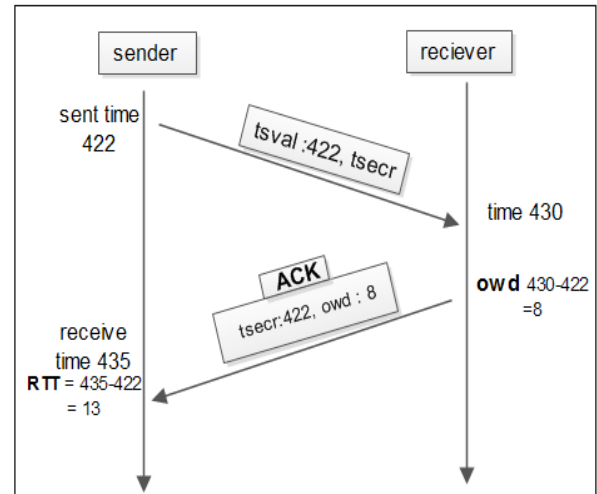 sender
reciever
sent time
422
tsval :422, tsecr
time 430
ACK
tsecr:422, owd : 8
owd 430-422
=8
receive
time 435
RTT = 435-422
= 13